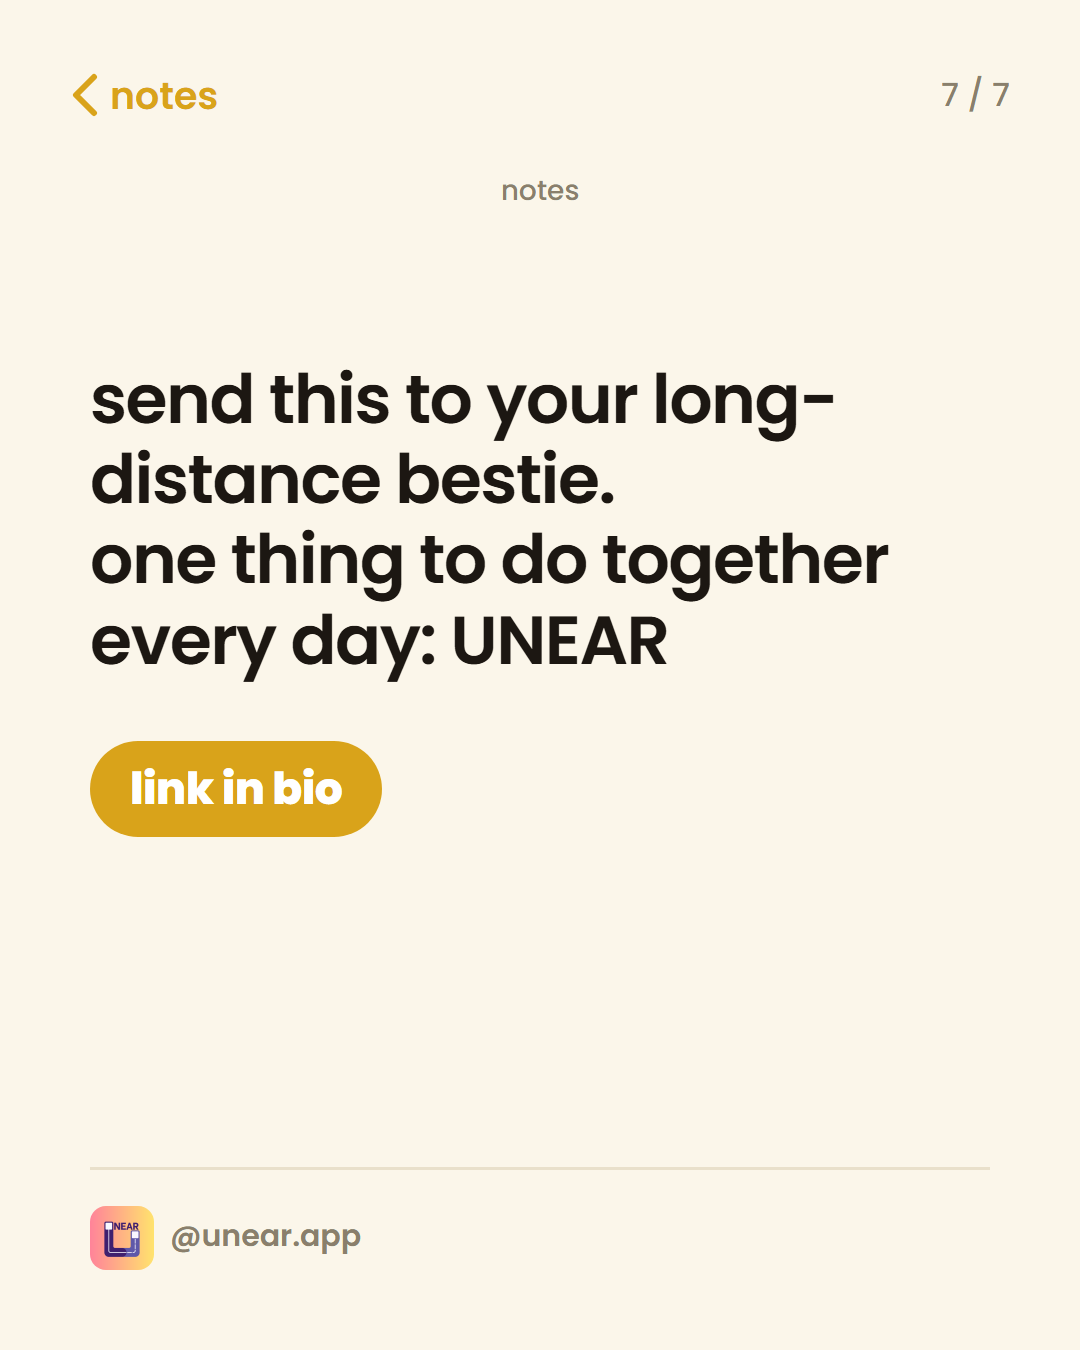 notes
7 / 7
notes
send this to your long-
distance bestie.
one thing to do together
every day: UNEAR
link in bio
UNEAR
@unear.app